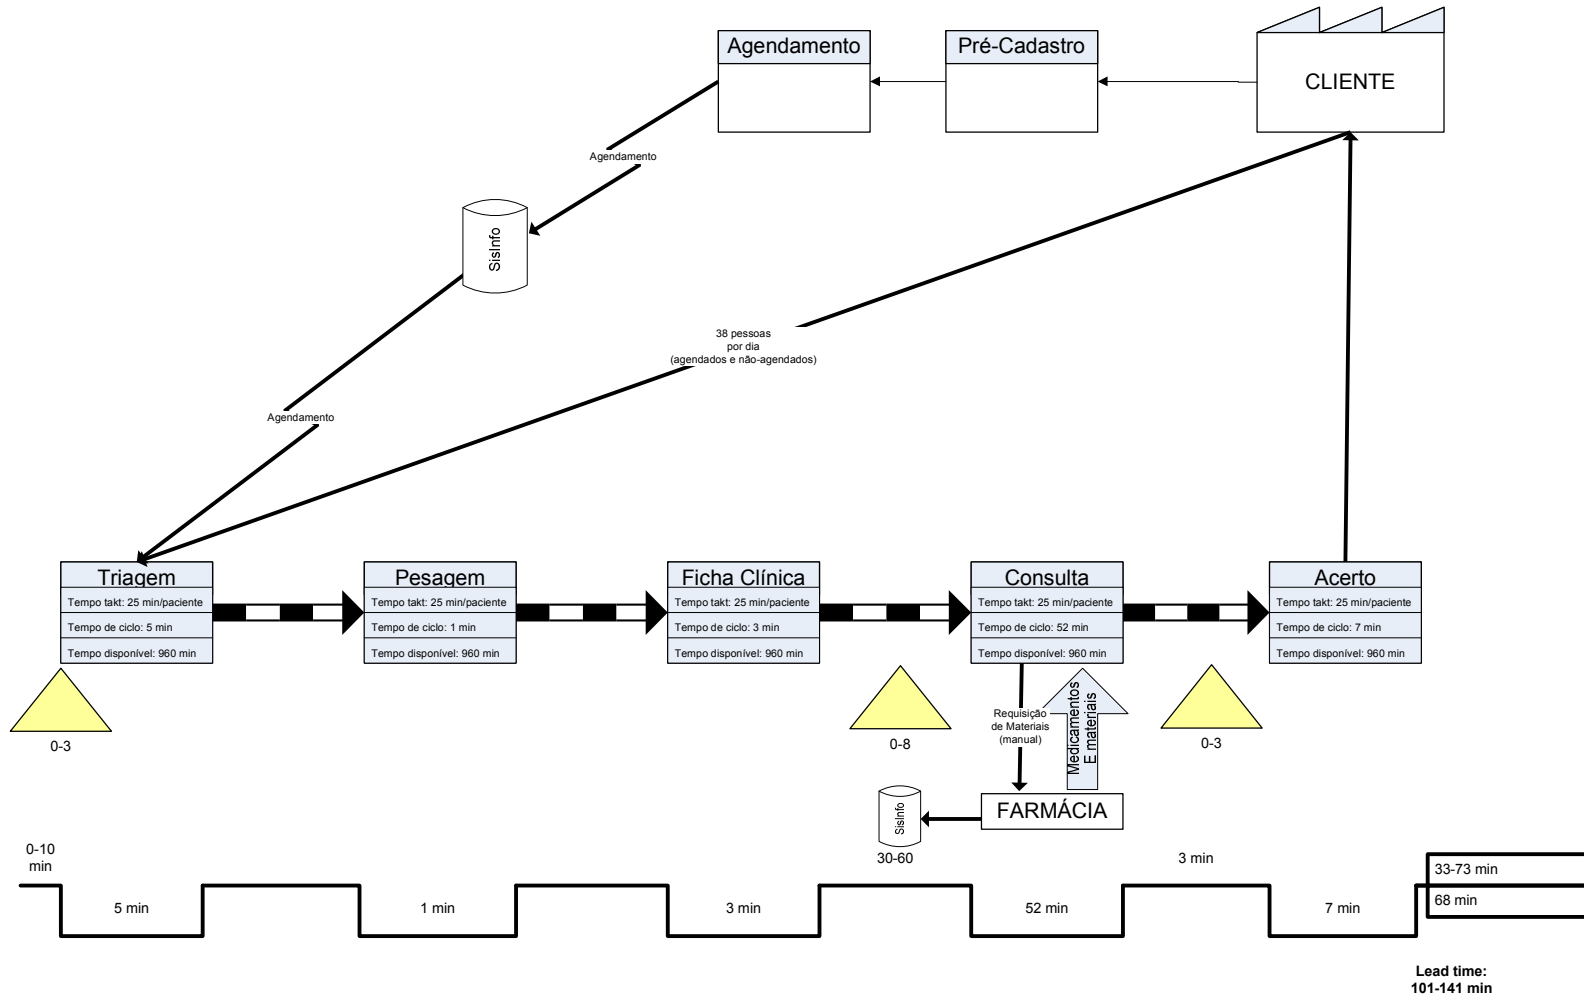 Agendamento
Pré-Cadastro
CLIENTE
Agendamento
SisInfo
38 pessoas
por dia
(agendados e não-agendados)
Agendamento
Triagem
Tempo takt: 25 min/paciente
Tempo de ciclo: 5 min
Tempo disponível: 960 min
Pesagem
Tempo takt: 25 min/paciente
Tempo de ciclo: 1 min
Tempo disponível: 960 min
Ficha Clínica
Tempo takt: 25 min/paciente
Tempo de ciclo: 3 min
Tempo disponível: 960 min
Consulta
Tempo takt: 25 min/paciente
Tempo de ciclo: 52 min
Tempo disponível: 960 min
Acerto
Tempo takt: 25 min/paciente
Tempo de ciclo: 7 min
Tempo disponível: 960 min
0-3
0-8
Requisição
de Materiais
(manual)
Medicamentos
E materiais
0-3
FARMÁCIA
SisInfo
0-10
min
30-60
3 min
5 min
1 min
3 min
52 min
7 min
33-73 min
68 min
Lead time:
101-141 min